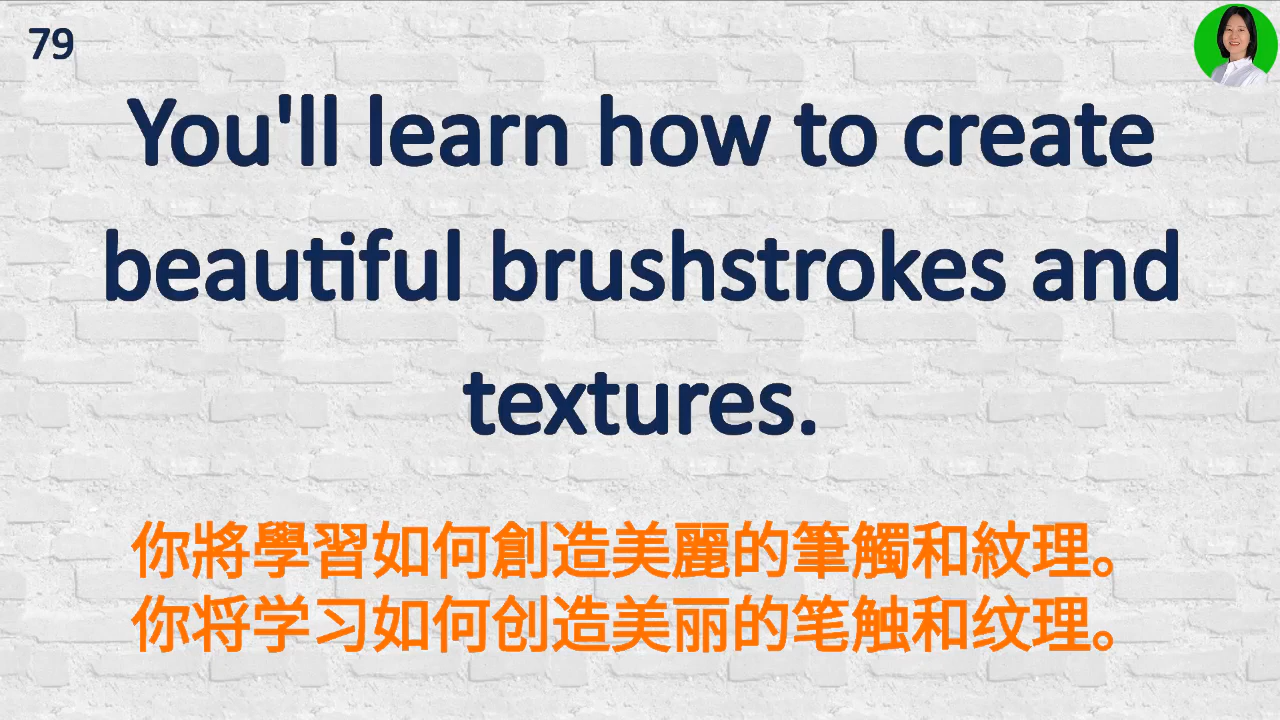 79
You'll learn how to create
beautiful brushstrokes and
textures.
你將學習如何創造美麗的筆觸和紋理。
你将学习如何创造美丽的笔触和纹理。